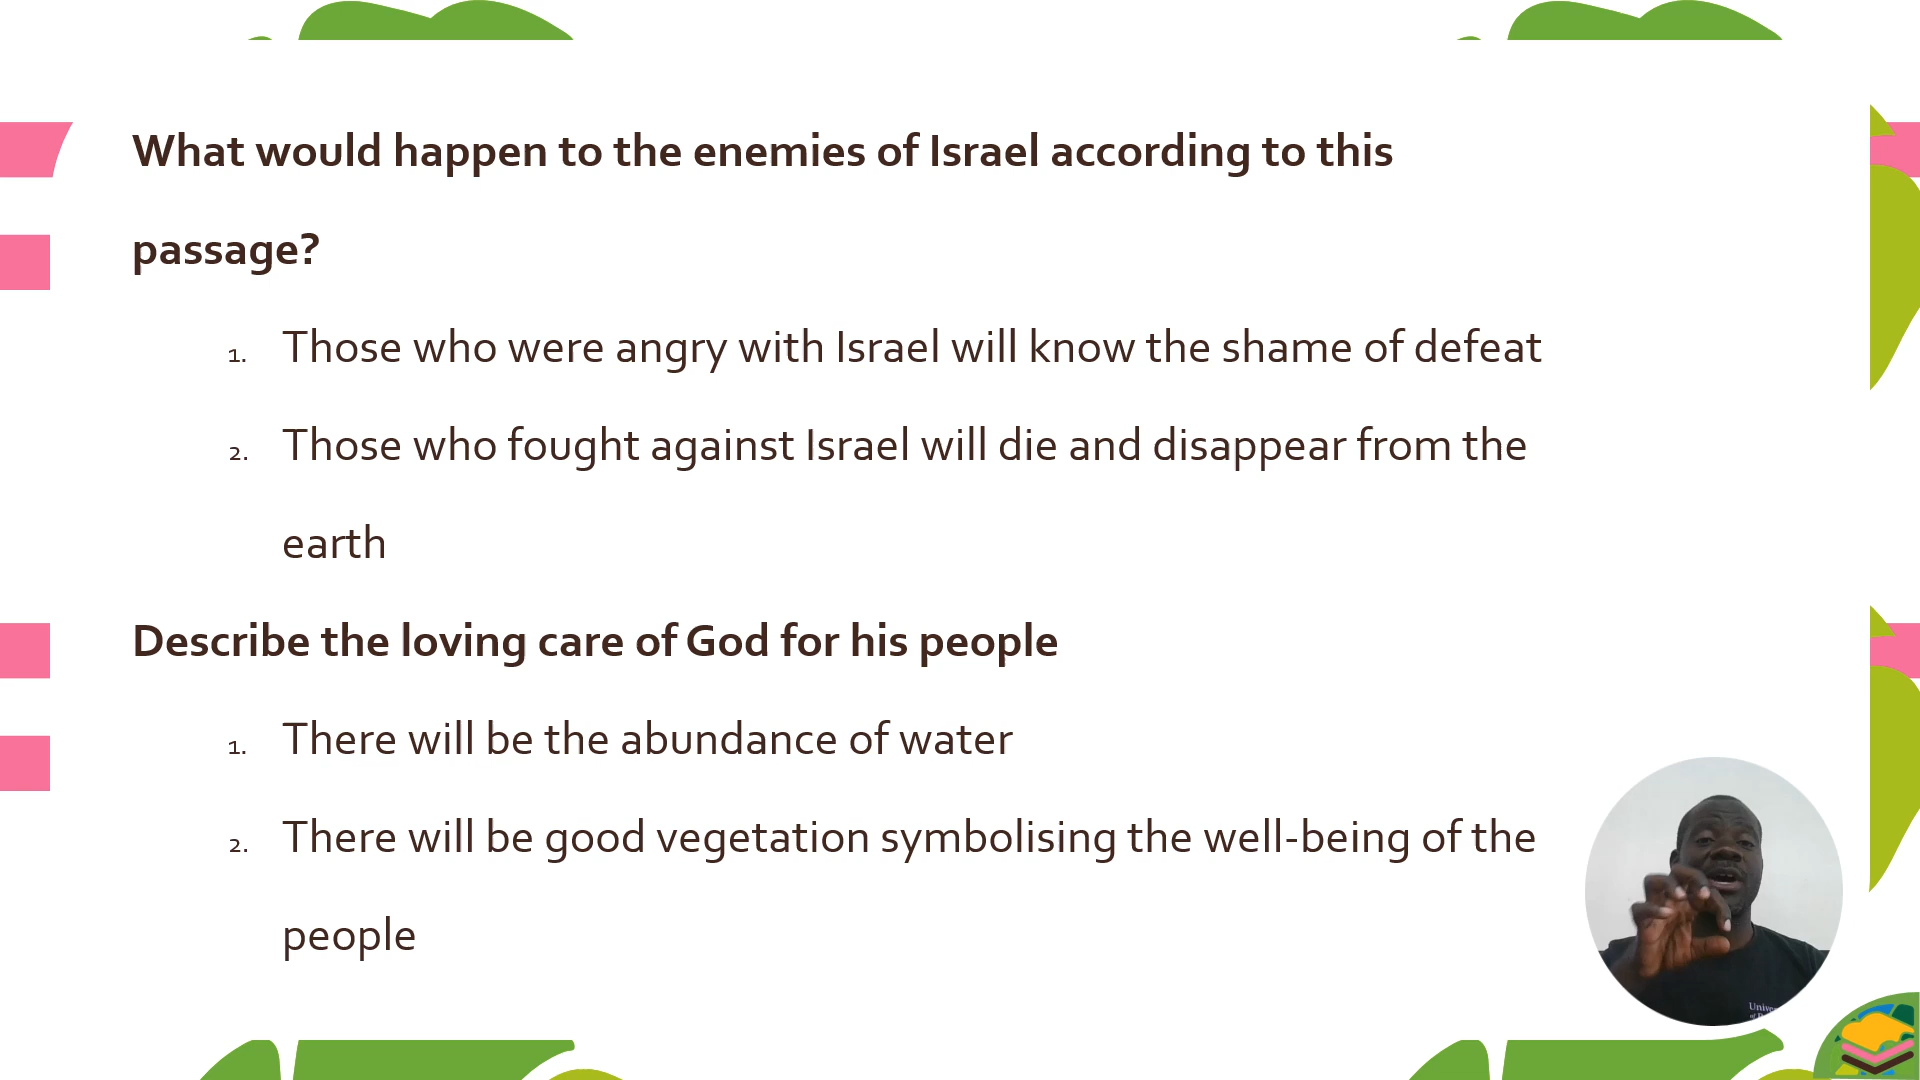 What would happen to the enemies of Israel according to this
passage?
1. Those who were angry with Israel will know the shame of defeat
2. Those who fought against Israel will die and disappear from the
earth
Describe the loving care of God for his people
1. There will be the abundance of water
2. There will be good vegetation symbolising the well-being of the
people